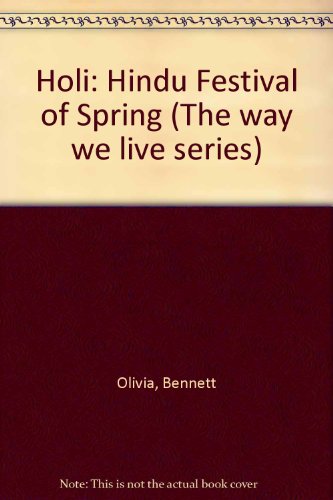 Holi: Hindu Festival
of Spring (The way
we live series)
Olivia, Bennett
Note: This is not the actual book cover